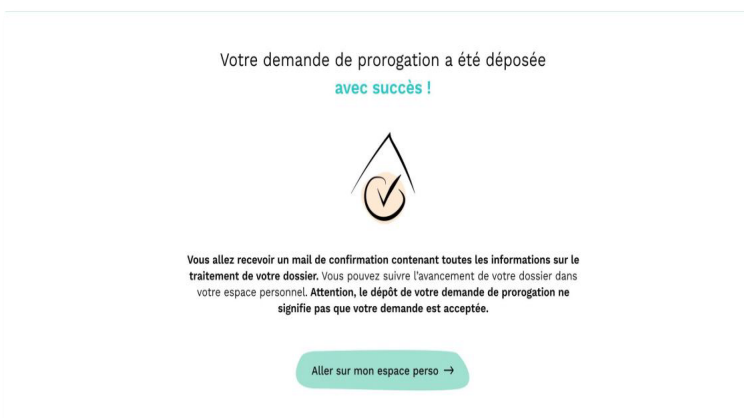 Votre demande de prorogation a été déposée
avec succès !
Vous allez recevoir un mail de confirmation contenant toutes les informations sur le
traitement de votre dossier. Vous pouvez suivre l'avancement de votre dossier dans
votre espace personnel. Attention, le dépôt de votre demande de prorogation ne
signifie pas que votre demande est acceptée.
Aller sur mon espace perso →